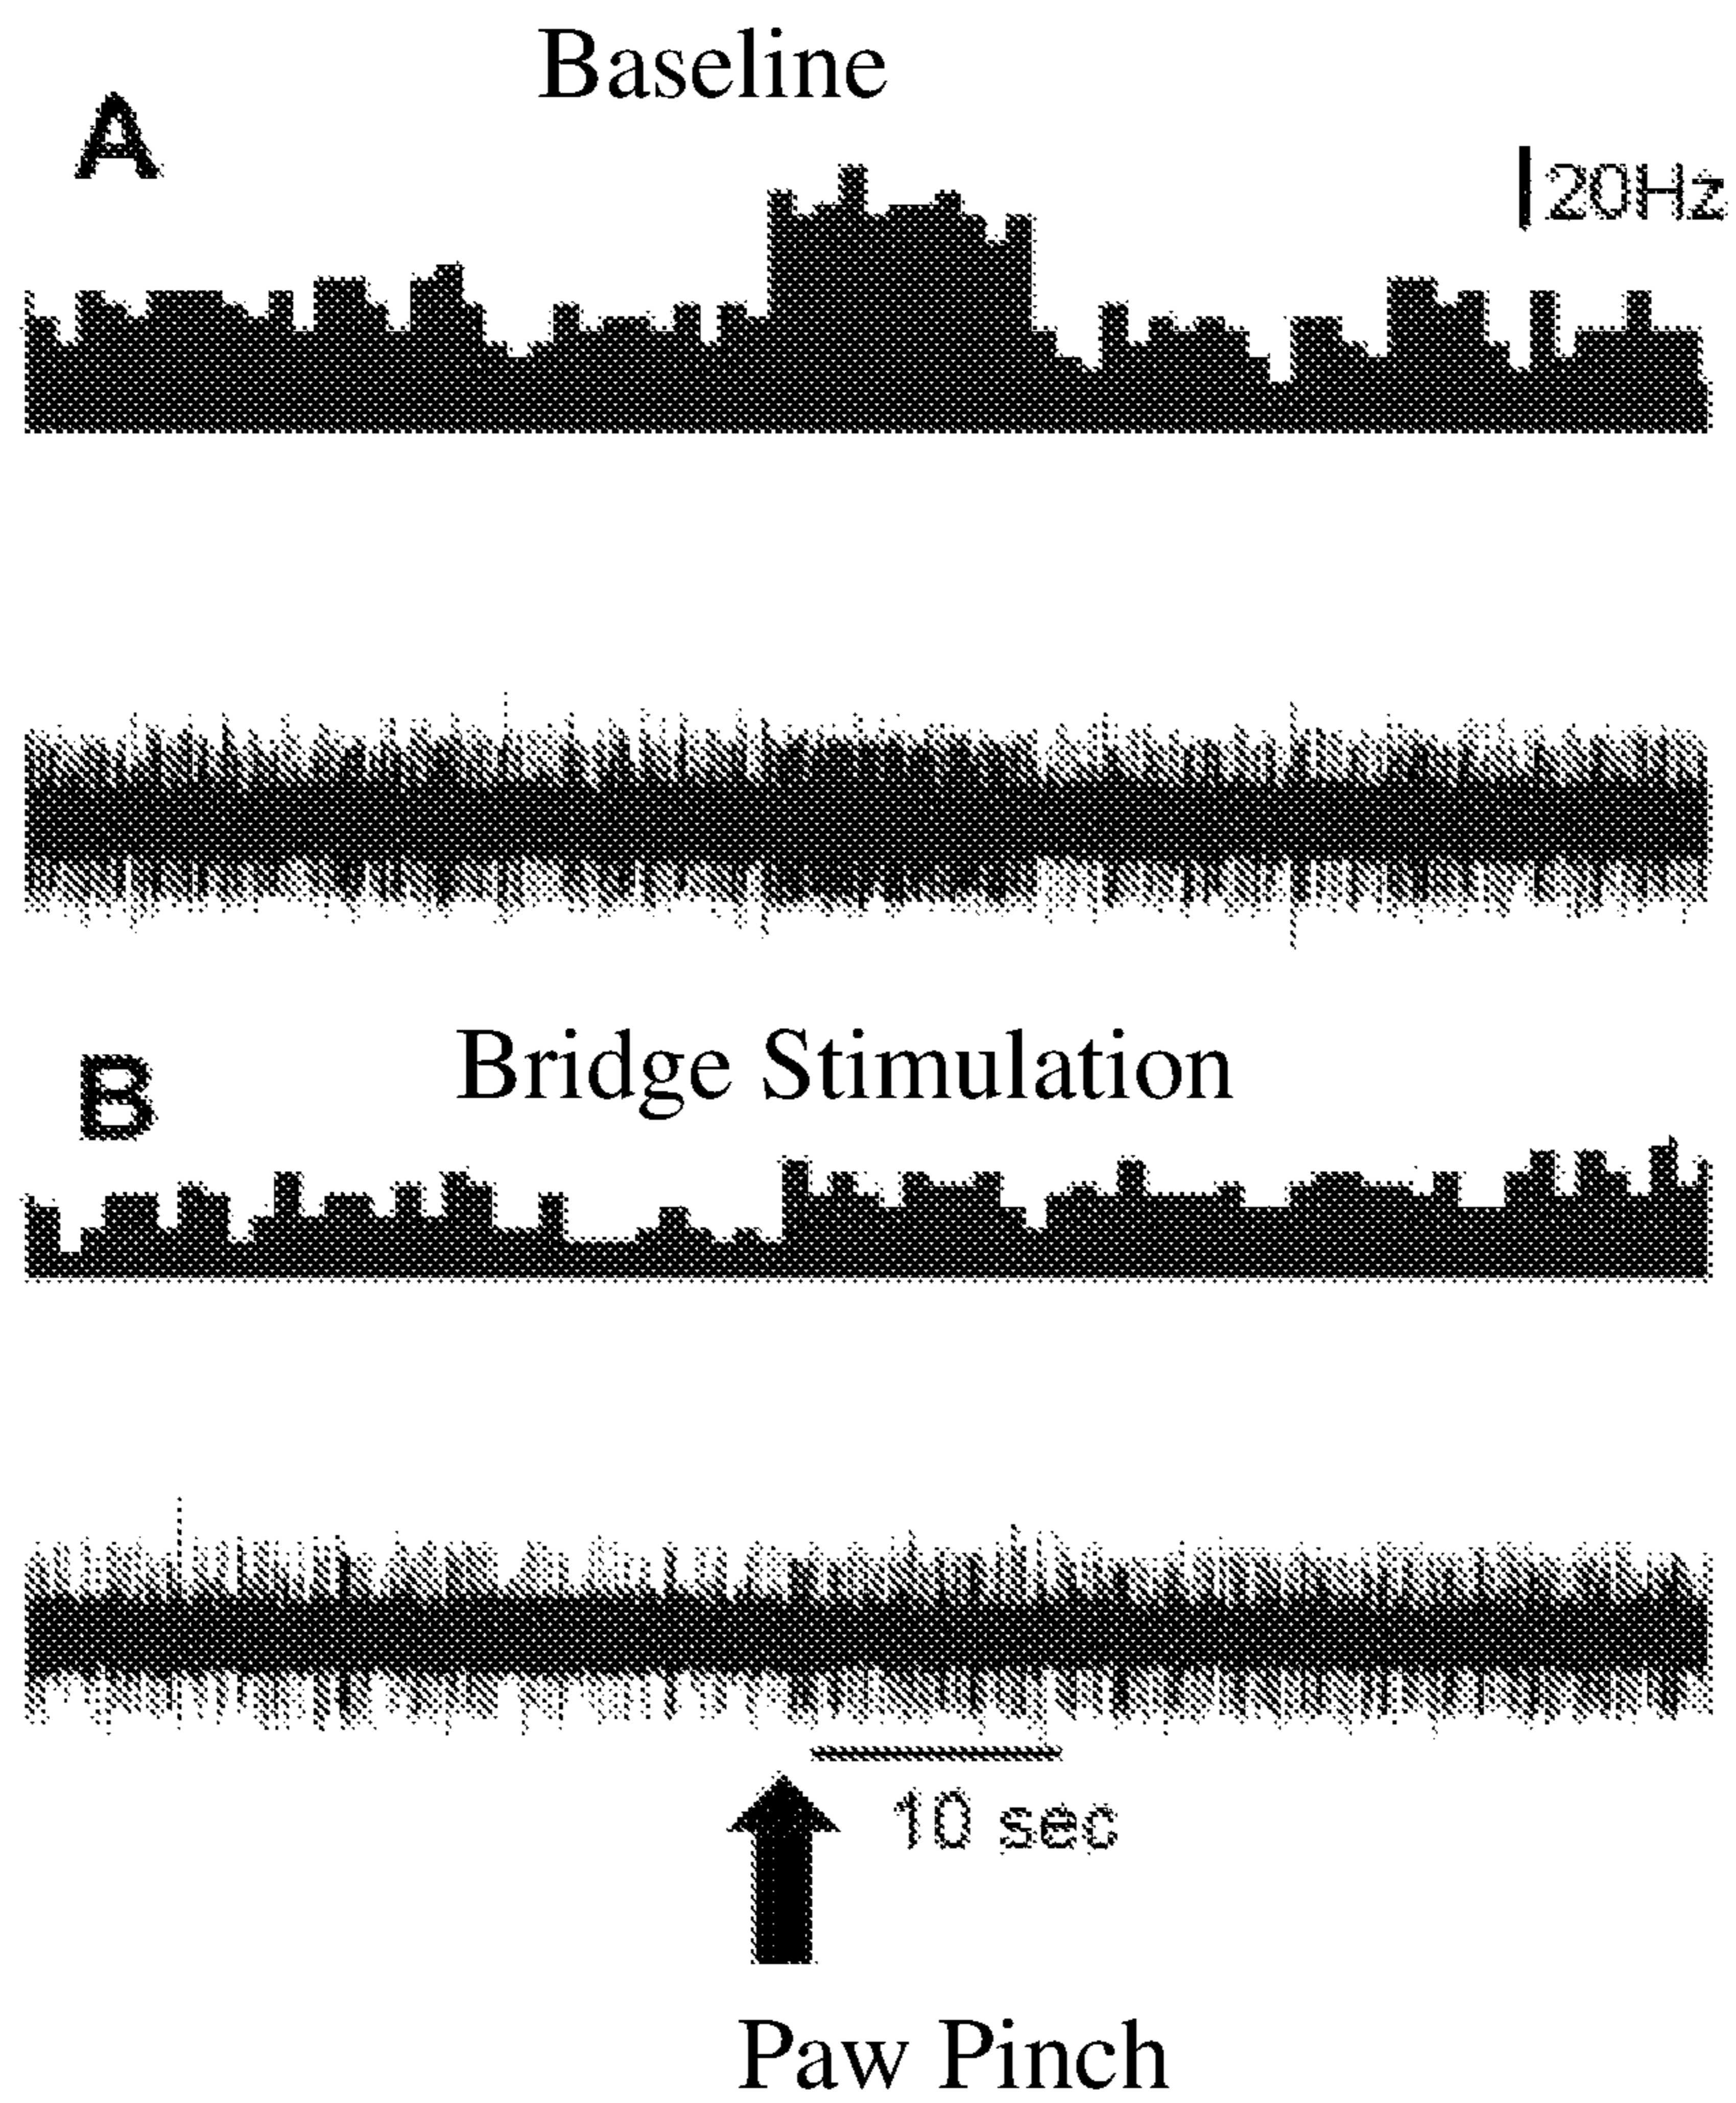 Baseline
A
20Hz
B
Bridge Stimulation
10 sec
Paw Pinch